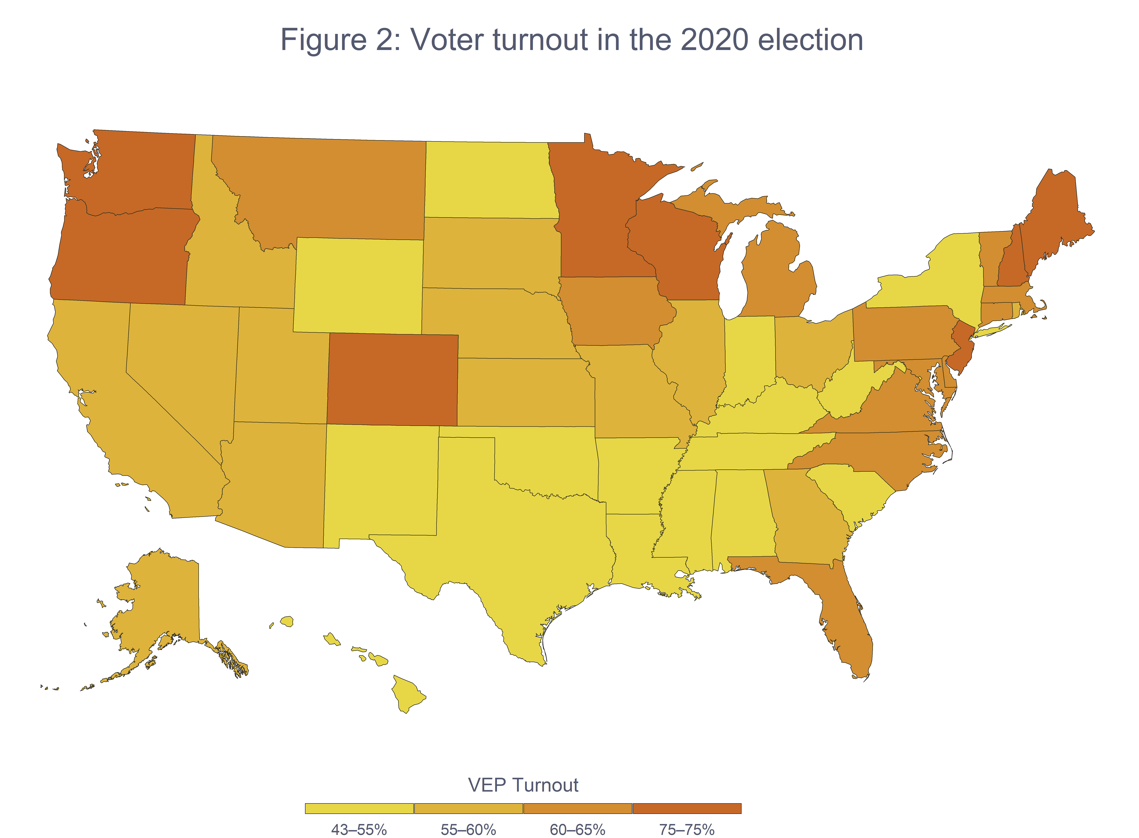 Figure 2: Voter turnout in the 2020 election
VEP Turnout
43–55%
55–60%
60–65%
75–75%